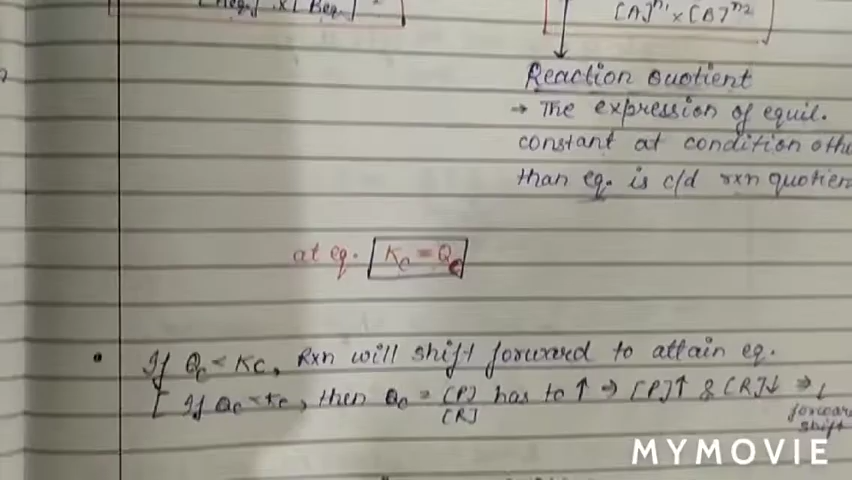 [Aeq] × [Beq]
[A]ⁿ¹ × [B]ⁿ²
Reaction Quotient
→ The expression of equil.
constant at condition othe
than eq. is c/d rxn quotien
at eq. Kc = Qc
• If Qc < Kc, Rxn will shift forward to attain eq.
[ If Qc < Kc, then Qc = [P]/[R] has to ↑ ⇒ [P]↑ & [R]↓ ⇒
forward
shift
MYMOVIE